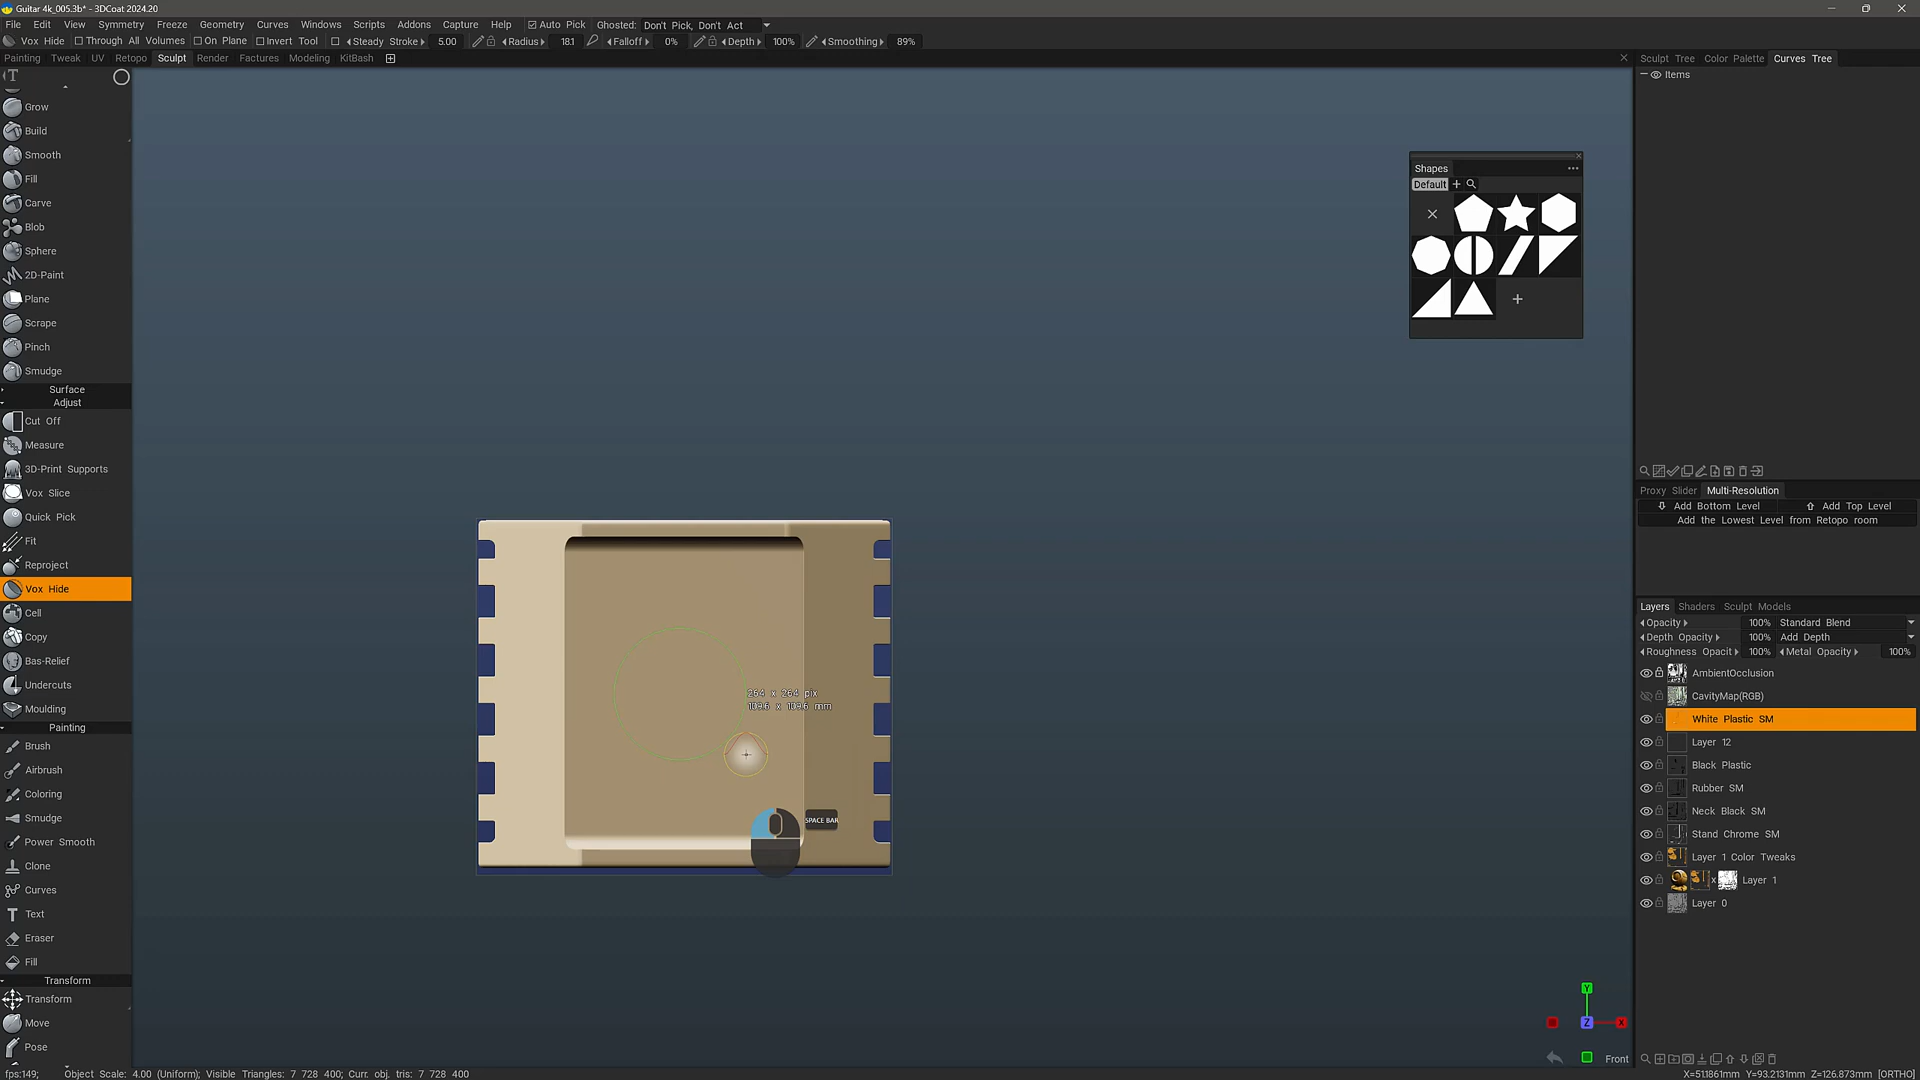 Guitar 4k_005.3b* - 3DCoat 2024.20
File Edit View Symmetry Freeze Geometry Curves Windows Scripts Addons Capture Help Auto Pick Ghosted: Don't Pick, Don't Act
Vox Hide Through All Volumes On Plane Invert Tool Steady Stroke 5.00 Radius 18.1 Falloff 0% Depth 100% Smoothing 89%
Painting Tweak UV Retopo Sculpt Render Factures Modeling KitBash
Sculpt Tree Color Palette Curves Tree
T
Items
Grow
Build
Smooth
Fill
Carve
Blob
Sphere
2D-Paint
Plane
Scrape
Pinch
Smudge
Surface
Adjust
Cut Off
Measure
3D-Print Supports
Vox Slice
Quick Pick
Fit
Reproject
Vox Hide
Cell
Copy
Bas-Relief
Undercuts
Moulding
Painting
Brush
Airbrush
Coloring
Smudge
Power Smooth
Clone
Curves
Text
Eraser
Fill
Transform
Transform
Move
Pose
Shapes
Default
264 x 264 pix
109.6 x 109.6 mm
SPACE BAR
Proxy Slider Multi-Resolution
Add Bottom Level Add Top Level
Add the Lowest Level from Retopo room
Layers Shaders Sculpt Models
Opacity 100% Standard Blend
Depth Opacity 100% Add Depth
Roughness Opacit 100% Metal Opacity 100%
AmbientOcclusion
CavityMap(RGB)
White Plastic SM
Layer 12
Black Plastic
Rubber SM
Neck Black SM
Stand Chrome SM
Layer 1 Color Tweaks
x Layer 1
Layer 0
Y
Z X
Front
fps:149; Object Scale: 4.00 (Uniform); Visible Triangles: 7 728 400; Curr. obj. tris: 7 728 400
X=51.1861mm Y=93.2131mm Z=126.873mm [ORTHO]